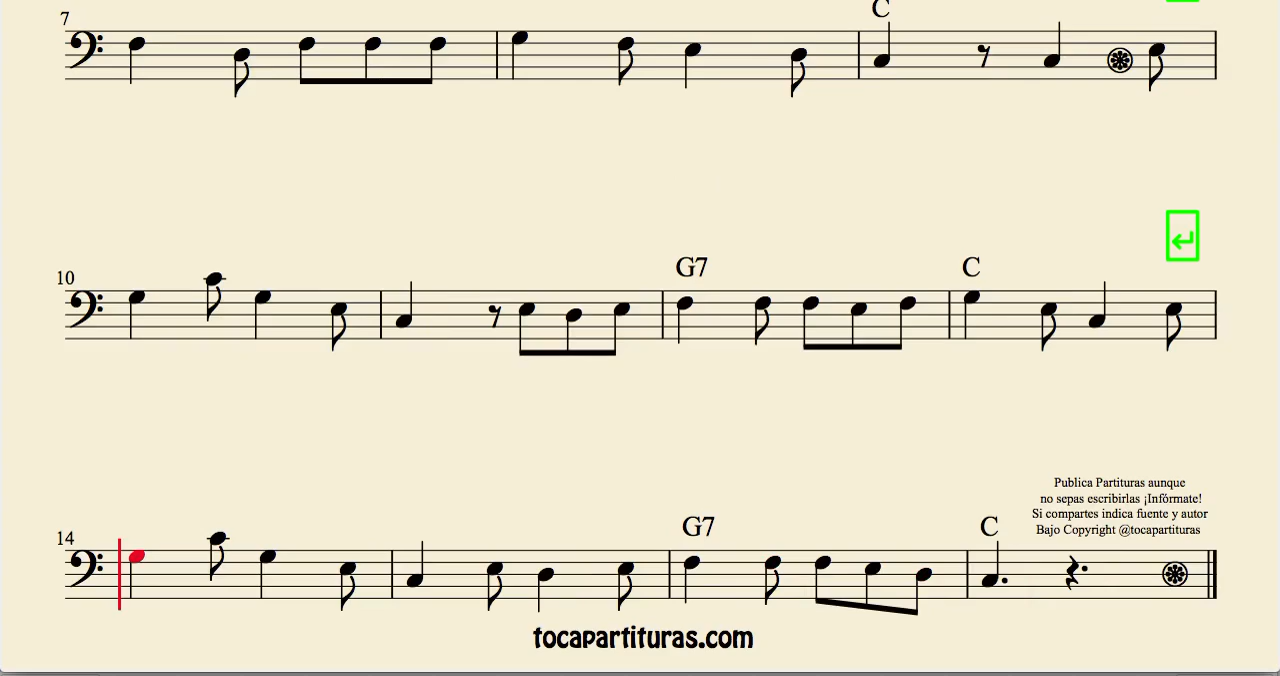 7
C
10
G7 C
Publica Partituras aunque
no sepas escribirlas ¡Infórmate!
Si compartes indica fuente y autor
Bajo Copyright @tocapartituras
14
G7 C
tocapartituras.com